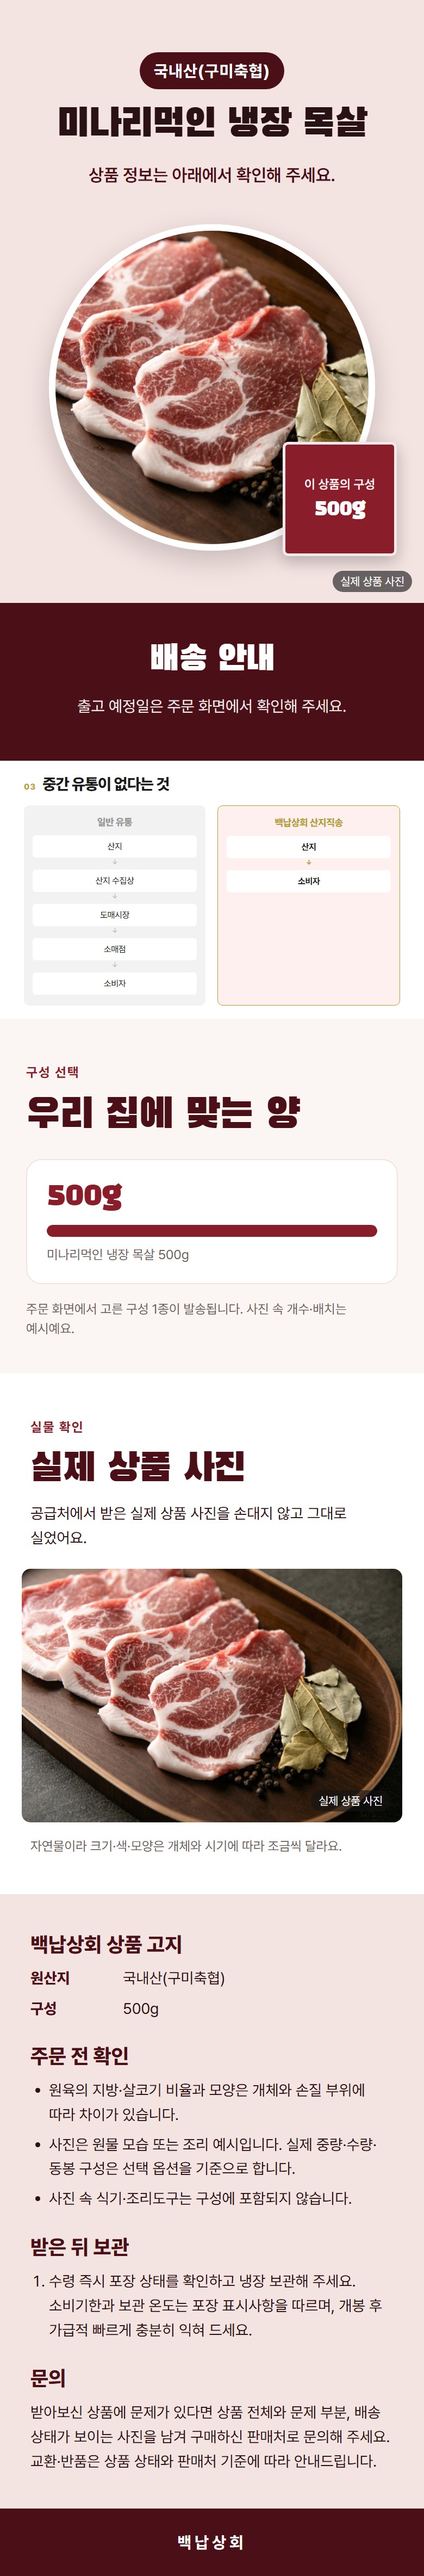 국내산(구미축협)
미나리먹인 냉장 목살
상품 정보는 아래에서 확인해 주세요.
이 상품의 구성
500g
실제 상품 사진
배송 안내
출고 예정일은 주문 화면에서 확인해 주세요.
03 중간 유통이 없다는 것
일반 유통
산지
↓
산지 수집상
↓
도매시장
↓
소매점
↓
소비자
백납상회 산지직송
산지
↓
소비자
구성 선택
우리 집에 맞는 양
500g
미나리먹인 냉장 목살 500g
주문 화면에서 고른 구성 1종이 발송됩니다. 사진 속 개수·배치는
예시예요.
실물 확인
실제 상품 사진
공급처에서 받은 실제 상품 사진을 손대지 않고 그대로
실었어요.
실제 상품 사진
자연물이라 크기·색·모양은 개체와 시기에 따라 조금씩 달라요.
백납상회 상품 고지
원산지 국내산(구미축협)
구성 500g
주문 전 확인
• 원육의 지방·살코기 비율과 모양은 개체와 손질 부위에
따라 차이가 있습니다.
• 사진은 원물 모습 또는 조리 예시입니다. 실제 중량·수량·
동봉 구성은 선택 옵션을 기준으로 합니다.
• 사진 속 식기·조리도구는 구성에 포함되지 않습니다.
받은 뒤 보관
1. 수령 즉시 포장 상태를 확인하고 냉장 보관해 주세요.
소비기한과 보관 온도는 포장 표시사항을 따르며, 개봉 후
가급적 빠르게 충분히 익혀 드세요.
문의
받아보신 상품에 문제가 있다면 상품 전체와 문제 부분, 배송
상태가 보이는 사진을 남겨 구매하신 판매처로 문의해 주세요.
교환·반품은 상품 상태와 판매처 기준에 따라 안내드립니다.
백납상회